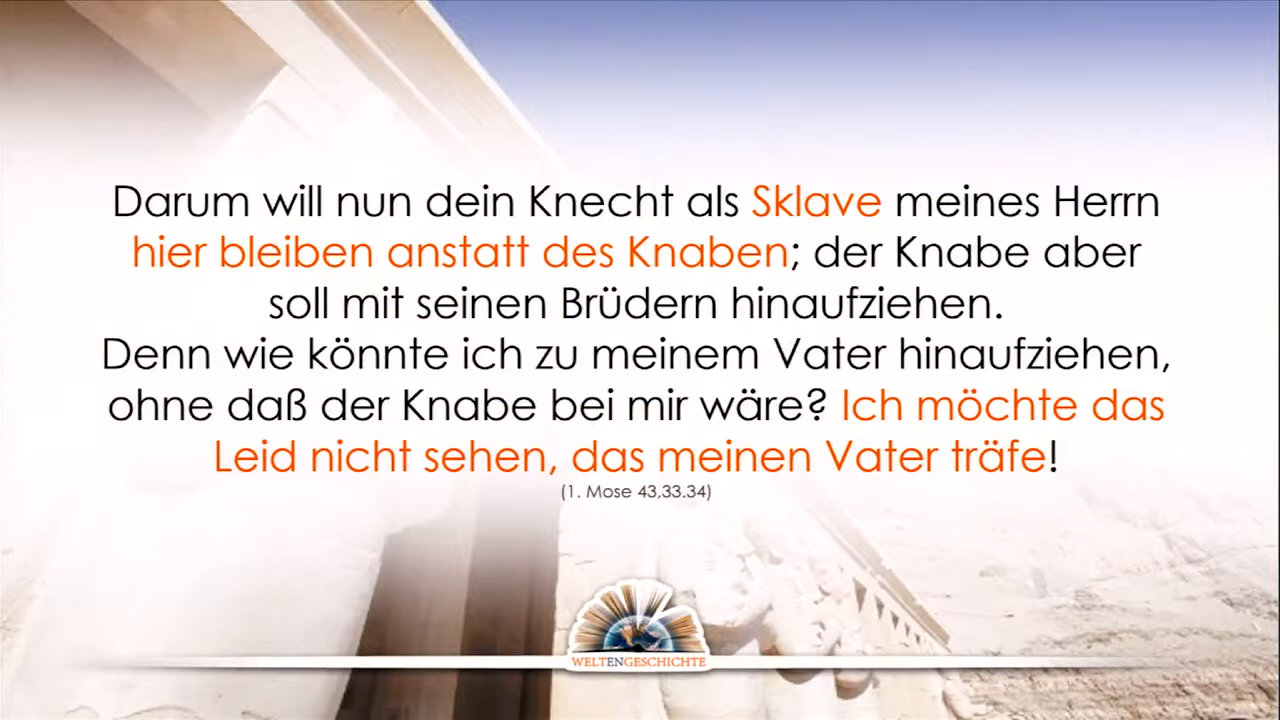 Darum will nun dein Knecht als Sklave meines Herrn
hier bleiben anstatt des Knaben; der Knabe aber
soll mit seinen Brüdern hinaufziehen.
Denn wie könnte ich zu meinem Vater hinaufziehen,
ohne daß der Knabe bei mir wäre? Ich möchte das
Leid nicht sehen, das meinen Vater träfe!
(1. Mose 43,33.34)
WELTENGESCHICHTE